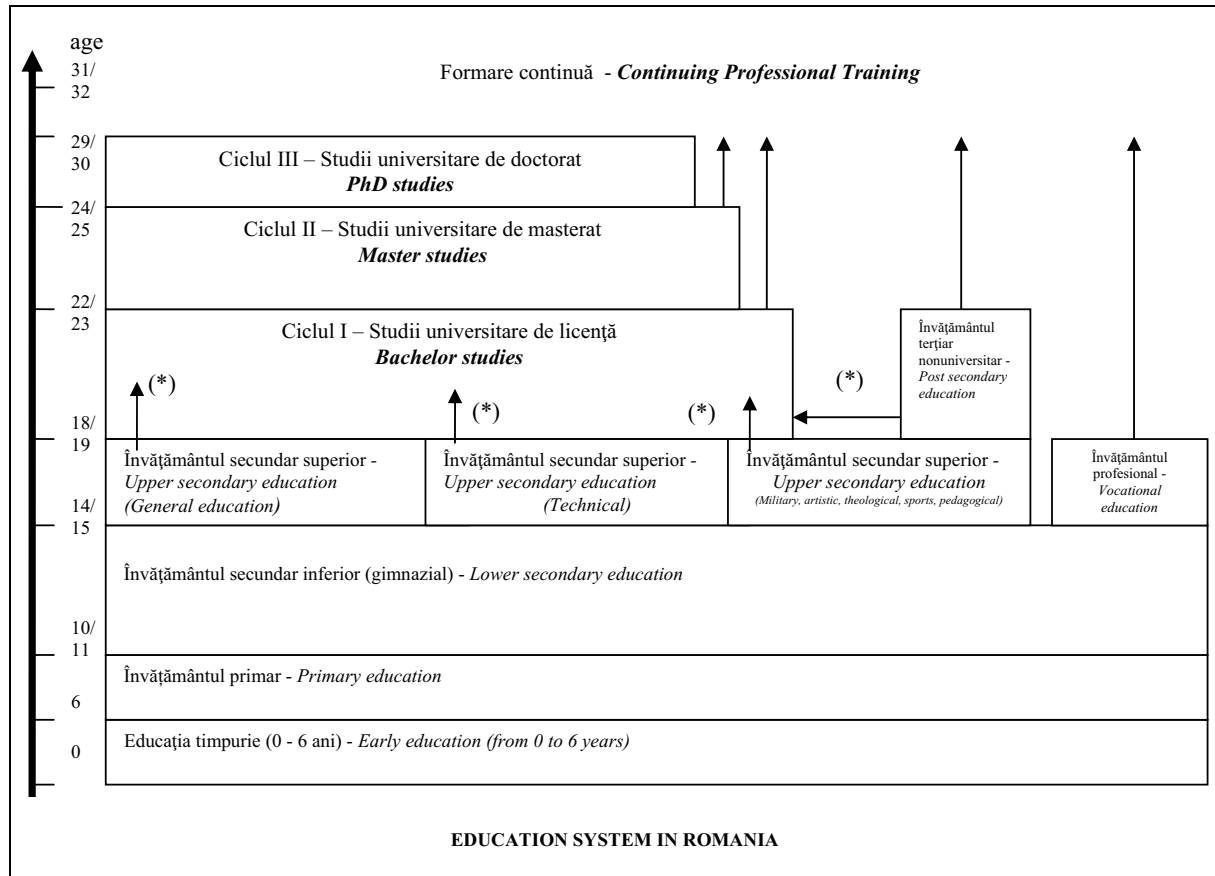 age
31/
32
Formare continuă - Continuing Professional Training
29/
30
Ciclul III – Studii universitare de doctorat
PhD studies
24/
25
Ciclul II – Studii universitare de masterat
Master studies
22/
23
Ciclul I – Studii universitare de licenţă
Bachelor studies
Învăţământul
terţiar
nonuniversitar -
Post secondary
education
(*)
(*)
(*)
(*)
18/
19
Învăţământul secundar superior -
Upper secondary education
(General education)
Învăţământul secundar superior -
Upper secondary education
(Technical)
Învăţământul secundar superior -
Upper secondary education
(Military, artistic, theological, sports, pedagogical)
Învăţământul
profesional -
Vocational
education
14/
15
Învăţământul secundar inferior (gimnazial) - Lower secondary education
10/
11
Învățământul primar - Primary education
6
Educaţia timpurie (0 - 6 ani) - Early education (from 0 to 6 years)
0
EDUCATION SYSTEM IN ROMANIA